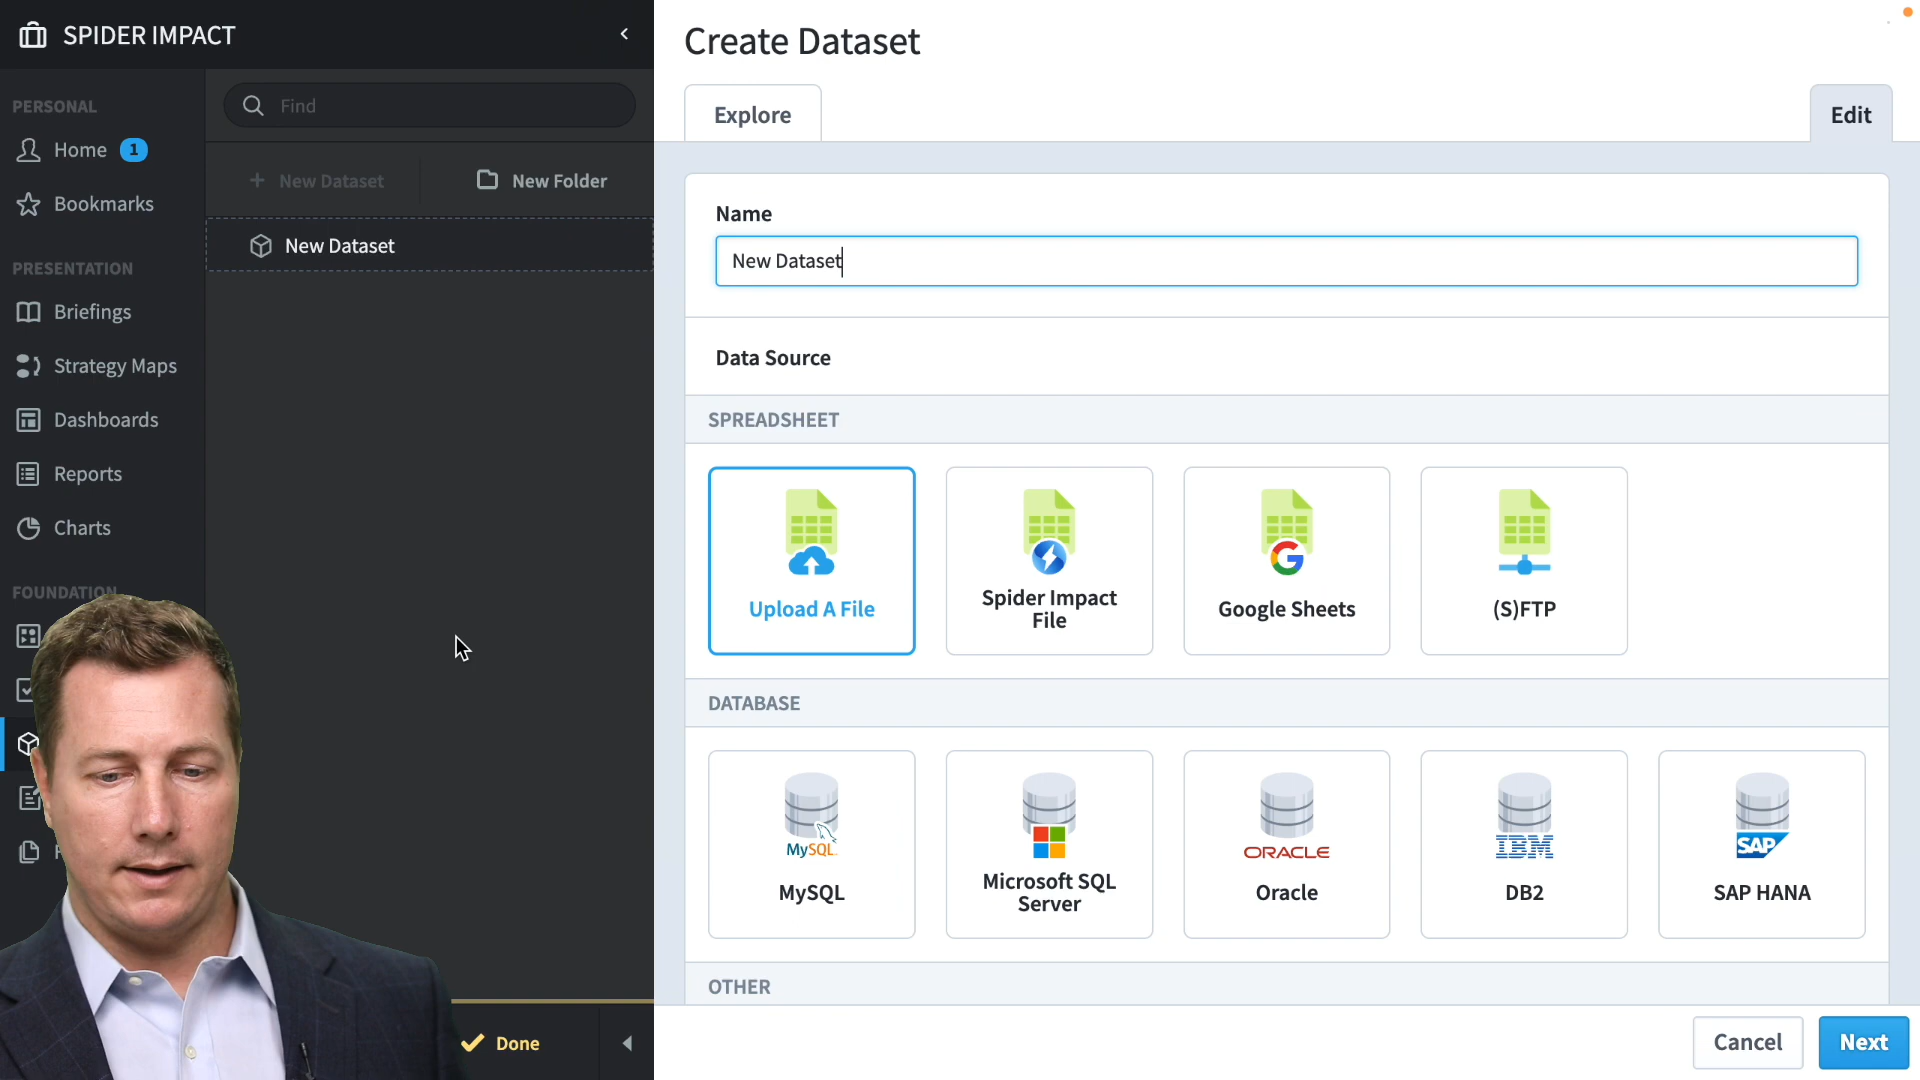 SPIDER IMPACT
PERSONAL
Home 1
Bookmarks
PRESENTATION
Briefings
Strategy Maps
Dashboards
Reports
Charts
FOUNDATION
Find
+ New Dataset
New Folder
New Dataset
Done
Create Dataset
Explore
Edit
Name
New Dataset
Data Source
SPREADSHEET
Upload A File
Spider Impact
File
Google Sheets
(S)FTP
DATABASE
MySQL
MySQL
Microsoft SQL
Server
ORACLE
Oracle
IBM
DB2
SAP
SAP HANA
OTHER
Cancel
Next